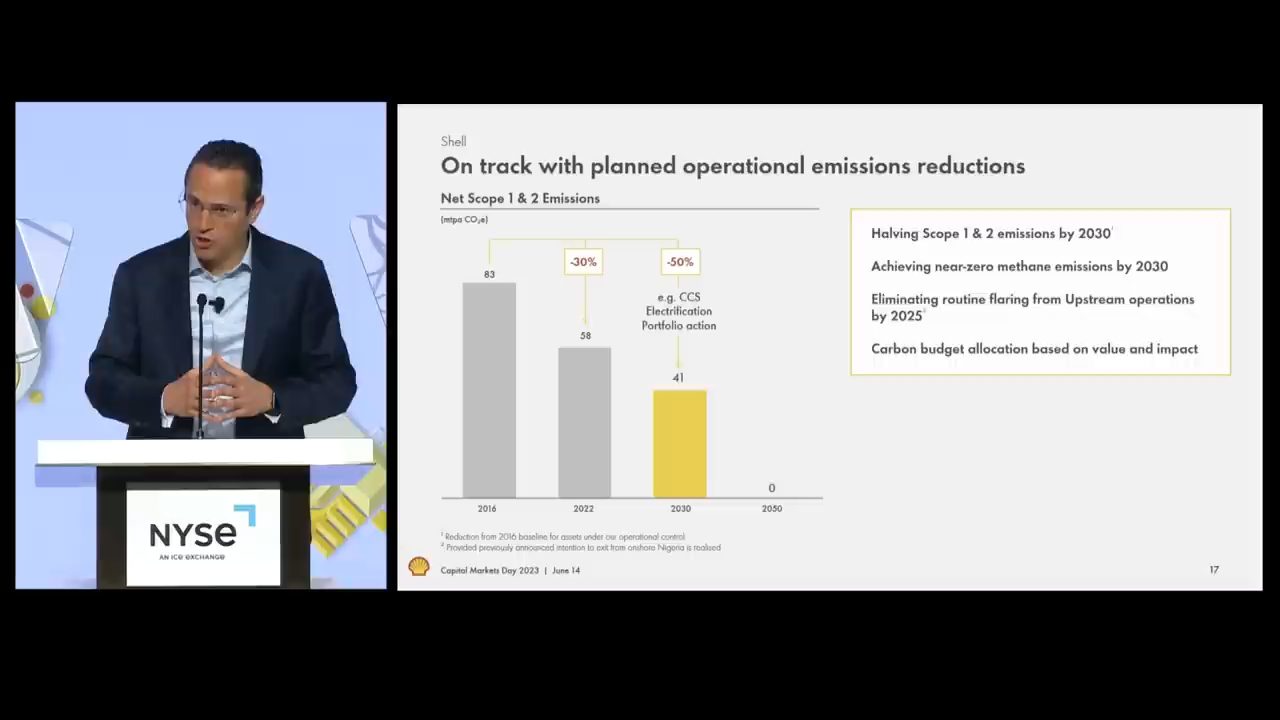 Shell
On track with planned operational emissions reductions
Net Scope 1 & 2 Emissions
(mtpa CO₂e)
83
-30%
-50%
e.g. CCS
Electrification
Portfolio action
58
41
0
2016
2022
2030
2050
Halving Scope 1 & 2 emissions by 2030¹
Achieving near-zero methane emissions by 2030
Eliminating routine flaring from Upstream operations
by 2025²
Carbon budget allocation based on value and impact
¹ Reduction from 2016 baseline for assets under our operational control
² Provided previously announced intention to exit from onshore Nigeria is realised
Capital Markets Day 2023 | June 14
17
NYSE
AN ICE EXCHANGE